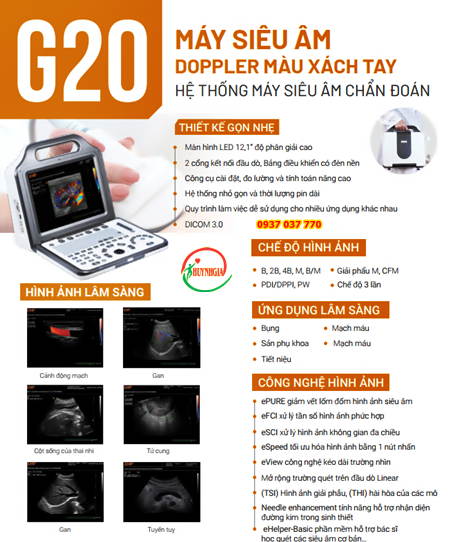 G20
MÁY SIÊU ÂM
DOPPLER MÀU XÁCH TAY
HỆ THỐNG MÁY SIÊU ÂM CHẨN ĐOÁN
THIẾT KẾ GỌN NHẸ
Màn hình LED 12,1" độ phân giải cao
2 cổng kết nối đầu dò, Bảng điều khiển có đèn nền
Công cụ cài đặt, đo lường và tính toán nâng cao
Hệ thống nhỏ gọn và thời lượng pin dài
Quy trình làm việc dễ sử dụng cho nhiều ứng dụng khác nhau
DICOM 3.0
0937 037 770
HUYNHGIA
CHẾ ĐỘ HÌNH ẢNH
B, 2B, 4B, M, B/M
Giải phẩu M, CFM
PDI/DPPI, PW
Chế độ 3 lần
HÌNH ẢNH LÂM SÀNG
Cảnh động mạch
Gan
Cột sống của thai nhi
Tử cung
Gan
Tuyến tuỵ
ỨNG DỤNG LÂM SÀNG
Bụng
Mạch máu
Sản phụ khoa
Mạch máu
Tiết niệu
CÔNG NGHỆ HÌNH ẢNH
ePURE giảm vết lốm đốm hình ảnh siêu âm
eFCI xử lý tần số hình ảnh phức hợp
eSCI xử lý hình ảnh không gian đa chiều
eSpeed tối ưu hóa hình ảnh bằng 1 nút nhấn
eView công nghệ kéo dài trường nhìn
Mở rộng trường quét trên đầu dò Linear
(TSI) Hình ảnh giải phẩu, (THI) hài hòa của các mô
Needle enhancement tính năng hỗ trợ nhận diện
đường kim trong sinh thiết
eHelper-Basic phần mềm hỗ trợ bác sĩ
học quét các siêu âm cơ bản...